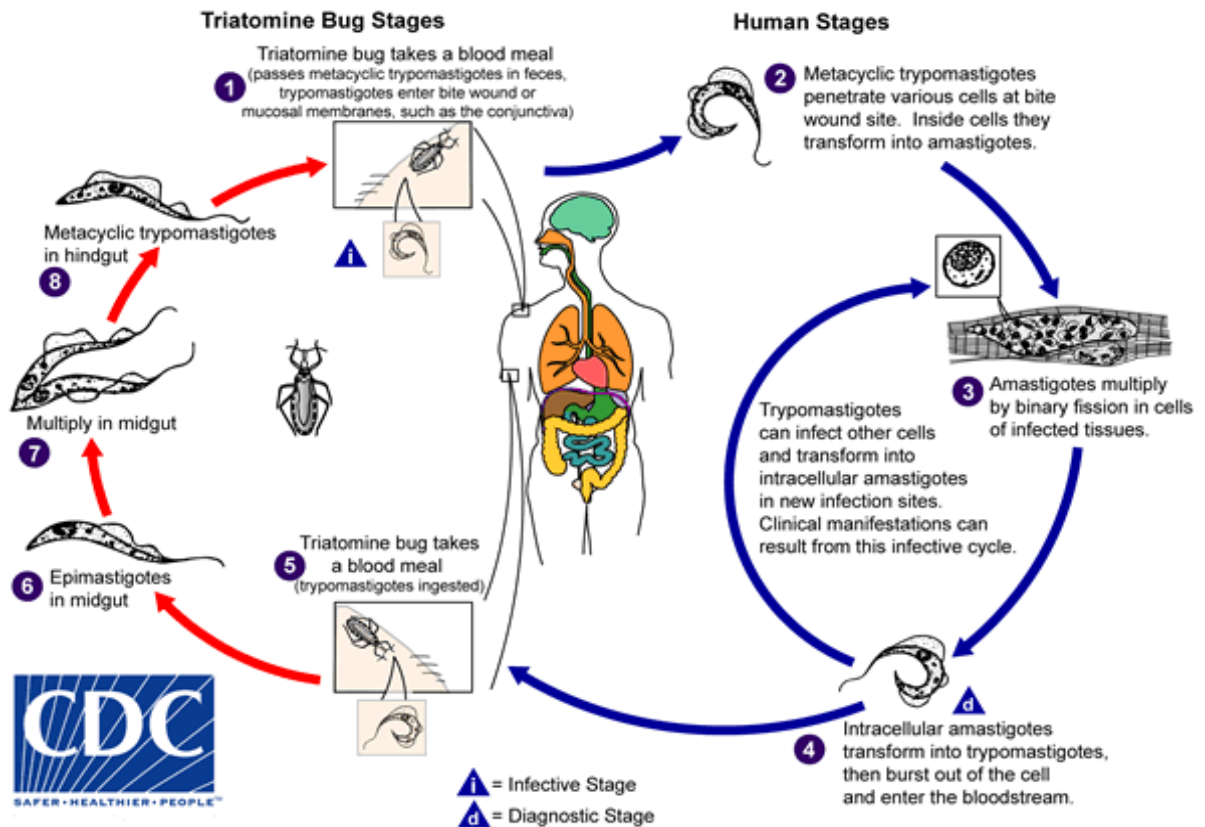 Triatomine Bug Stages
Human Stages
Triatomine bug takes a blood meal
(passes metacyclic trypomastigotes in feces,
trypomastigotes enter bite wound or
mucosal membranes, such as the conjunctiva)
1
i
2
Metacyclic trypomastigotes
penetrate various cells at bite
wound site. Inside cells they
transform into amastigotes.
3
Amastigotes multiply
by binary fission in cells
of infected tissues.
Trypomastigotes
can infect other cells
and transform into
intracellular amastigotes
in new infection sites.
Clinical manifestations can
result from this infective cycle.
d
4
Intracellular amastigotes
transform into trypomastigotes,
then burst out of the cell
and enter the bloodstream.
5
Triatomine bug takes
a blood meal
(trypomastigotes ingested)
6
Epimastigotes
in midgut
Multiply in midgut
7
Metacyclic trypomastigotes
in hindgut
8
CDC
SAFER·HEALTHIER·PEOPLE™
i = Infective Stage
d = Diagnostic Stage